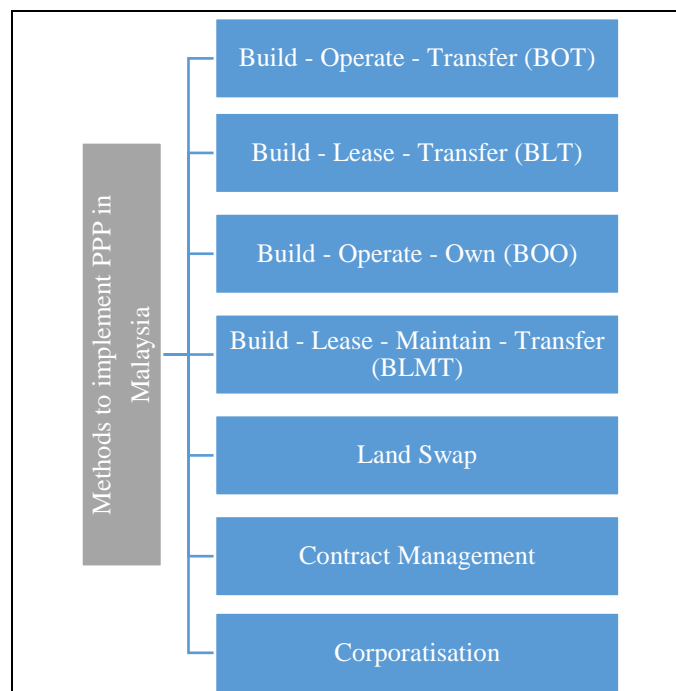 Methods to implement PPP in
Malaysia
Build - Operate - Transfer (BOT)
Build - Lease - Transfer (BLT)
Build - Operate - Own (BOO)
Build - Lease - Maintain - Transfer
(BLMT)
Land Swap
Contract Management
Corporatisation